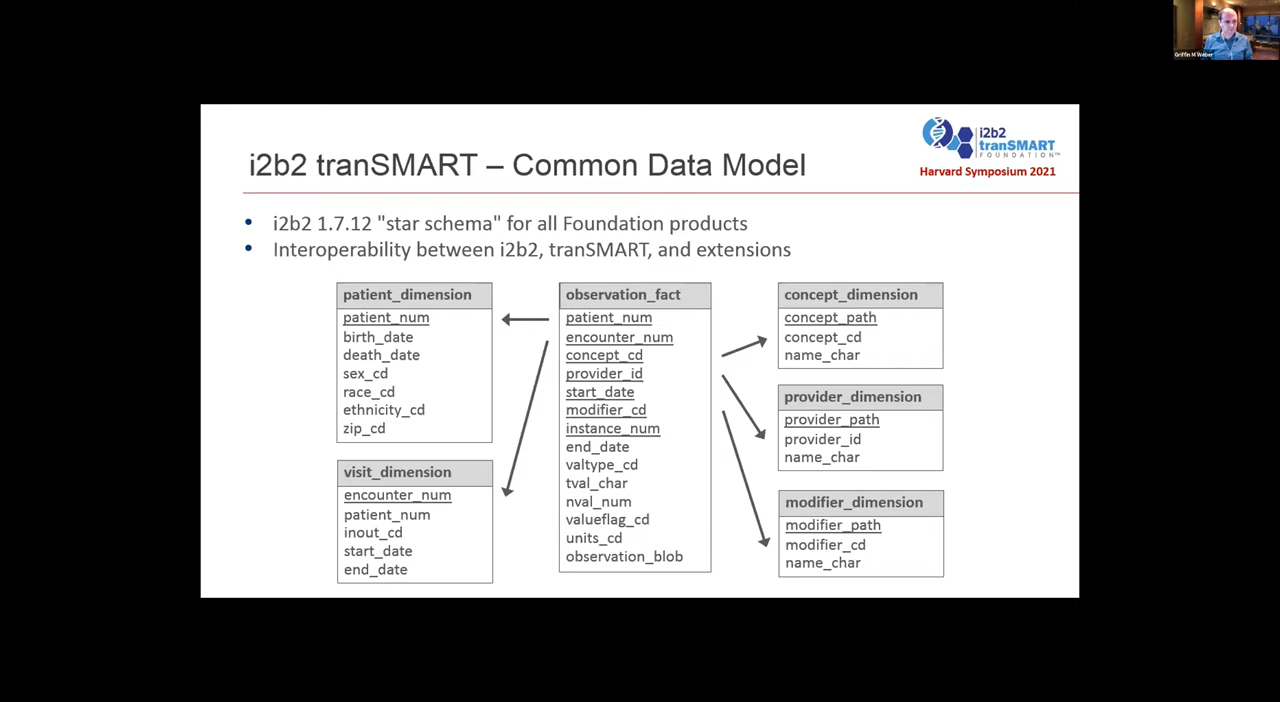 Griffin M Weber
i2b2 tranSMART – Common Data Model
i2b2
tranSMART
FOUNDATION™
Harvard Symposium 2021
• i2b2 1.7.12 "star schema" for all Foundation products
• Interoperability between i2b2, tranSMART, and extensions
patient_dimension
patient_num
birth_date
death_date
sex_cd
race_cd
ethnicity_cd
zip_cd
visit_dimension
encounter_num
patient_num
inout_cd
start_date
end_date
observation_fact
patient_num
encounter_num
concept_cd
provider_id
start_date
modifier_cd
instance_num
end_date
valtype_cd
tval_char
nval_num
valueflag_cd
units_cd
observation_blob
concept_dimension
concept_path
concept_cd
name_char
provider_dimension
provider_path
provider_id
name_char
modifier_dimension
modifier_path
modifier_cd
name_char